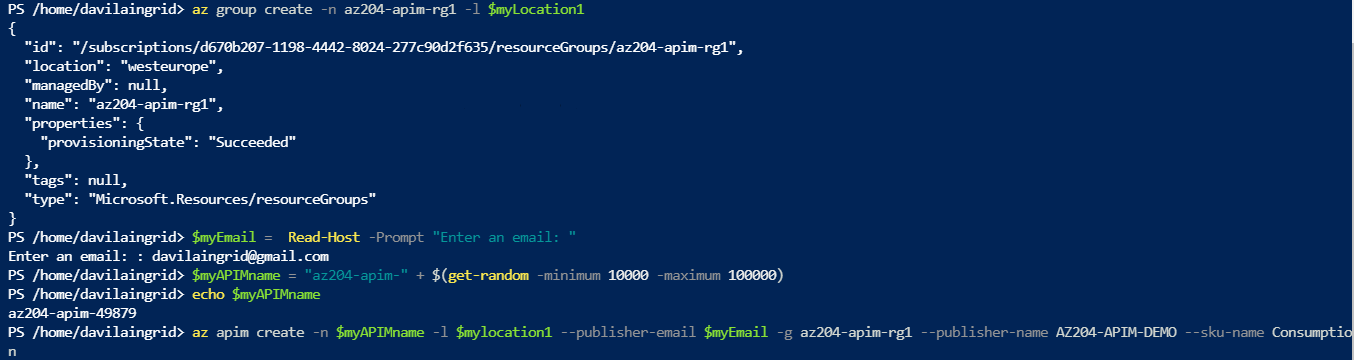 PS /home/davilaingrid> az group create -n az204-apim-rg1 -l $myLocation1
{
  "id": "/subscriptions/d670b207-1198-4442-8024-277c90d2f635/resourceGroups/az204-apim-rg1",
  "location": "westeurope",
  "managedBy": null,
  "name": "az204-apim-rg1",
  "properties": {
    "provisioningState": "Succeeded"
  },
  "tags": null,
  "type": "Microsoft.Resources/resourceGroups"
}
PS /home/davilaingrid> $myEmail =  Read-Host -Prompt "Enter an email: "
Enter an email: : davilaingrid@gmail.com
PS /home/davilaingrid> $myAPIMname = "az204-apim-" + $(get-random -minimum 10000 -maximum 100000)
PS /home/davilaingrid> echo $myAPIMname
az204-apim-49879
PS /home/davilaingrid> az apim create -n $myAPIMname -l $mylocation1 --publisher-email $myEmail -g az204-apim-rg1 --publisher-name AZ204-APIM-DEMO --sku-name Consumptio
n